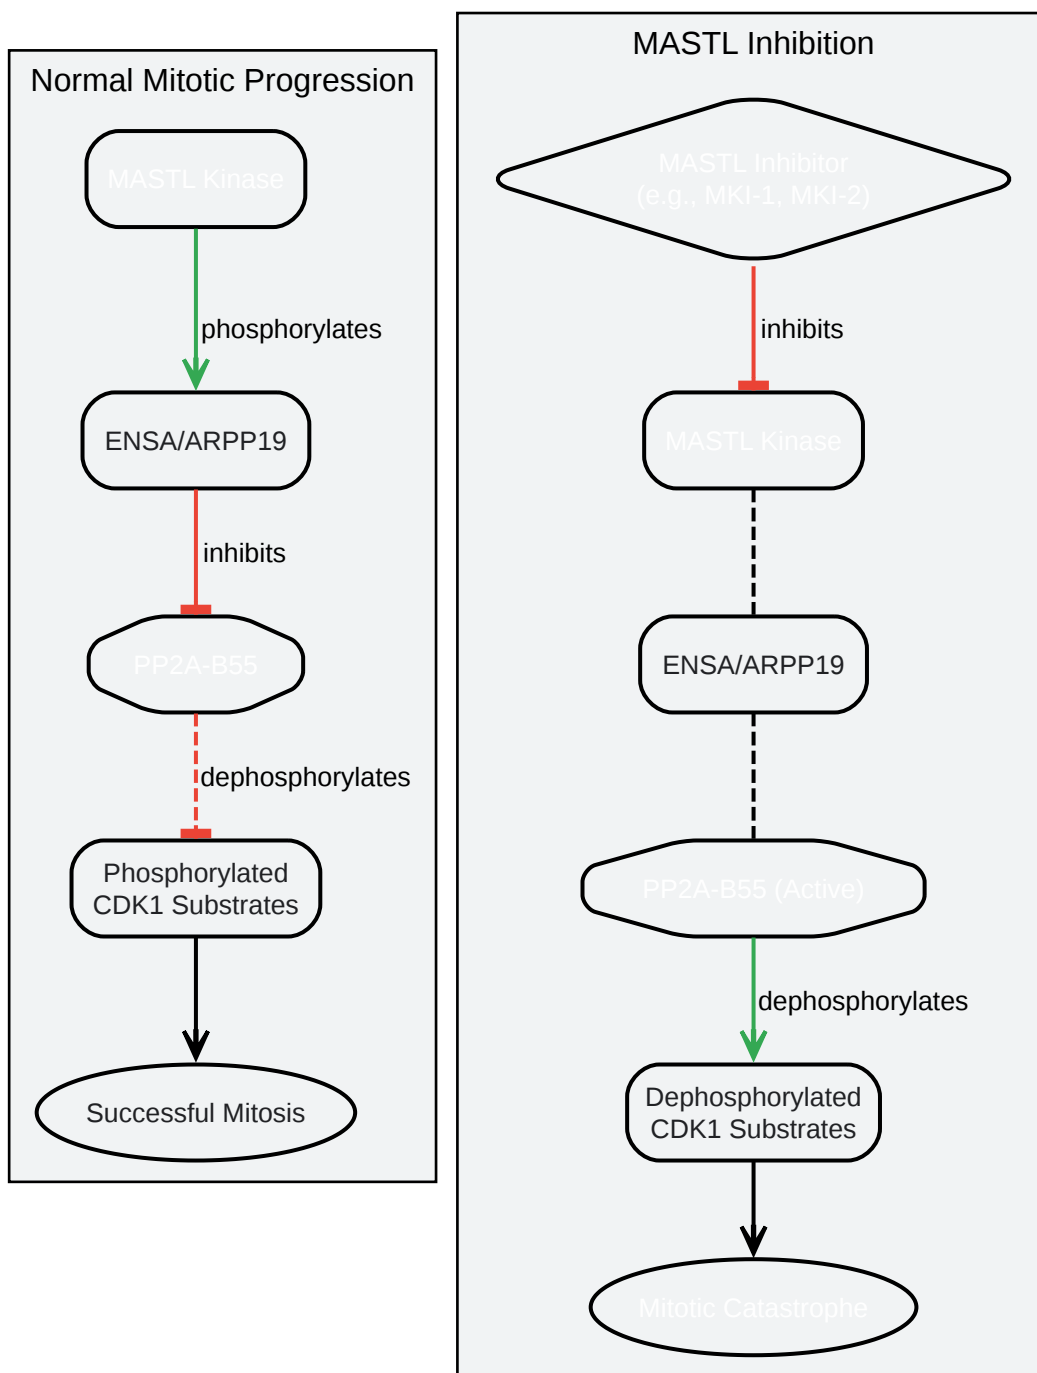 Normal Mitotic Progression
MASTL Kinase
phosphorylates
ENSA/ARPP19
inhibits
PP2A-B55
dephosphorylates
Phosphorylated
CDK1 Substrates
Successful Mitosis
MASTL Inhibition
MASTL Inhibitor
(e.g., MKI-1, MKI-2)
inhibits
MASTL Kinase
ENSA/ARPP19
PP2A-B55 (Active)
dephosphorylates
Dephosphorylated
CDK1 Substrates
Mitotic Catastrophe